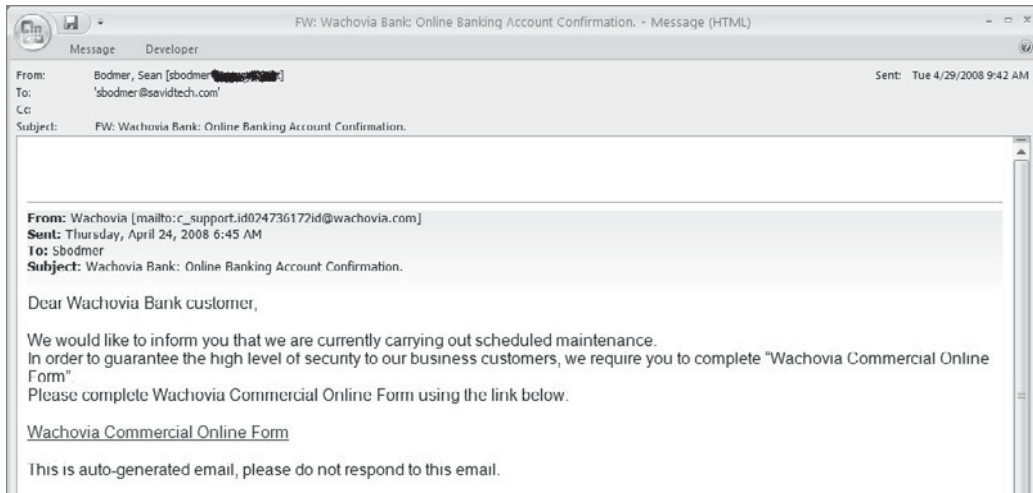 FW: Wachovia Bank: Online Banking Account Confirmation. - Message (HTML)
Message Developer
From: Bodmer, Sean [sbodmer
Sent: Tue 4/29/2008 9:42 AM
To: 'sbodmer@savidtech.com'
Cc:
Subject: FW: Wachovia Bank: Online Banking Account Confirmation.
From: Wachovia [mailto:c_support.id024736172id@wachovia.com]
Sent: Thursday, April 24, 2008 6:45 AM
To: Sbodmer
Subject: Wachovia Bank: Online Banking Account Confirmation.
Dear Wachovia Bank customer,
We would like to inform you that we are currently carrying out scheduled maintenance.
In order to guarantee the high level of security to our business customers, we require you to complete “Wachovia Commercial Online
Form”.
Please complete Wachovia Commercial Online Form using the link below.
Wachovia Commercial Online Form
This is auto-generated email, please do not respond to this email.